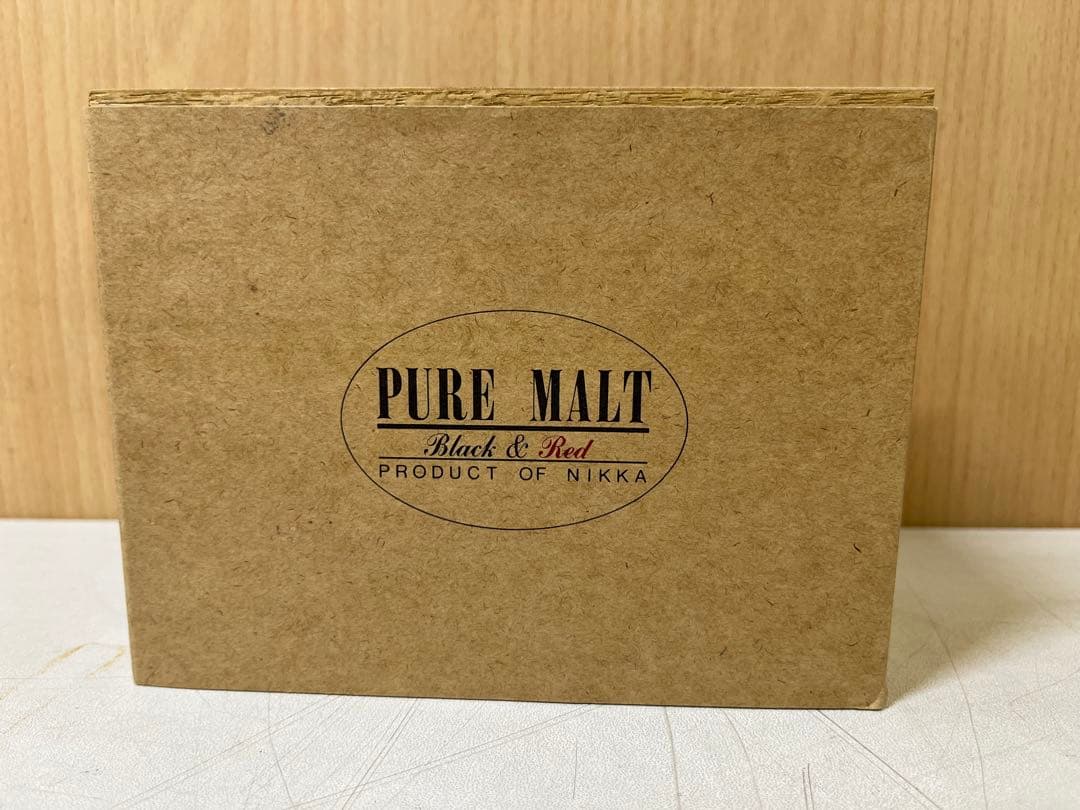 PURE MALT
Black & Red
PRODUCT OF NIKKA